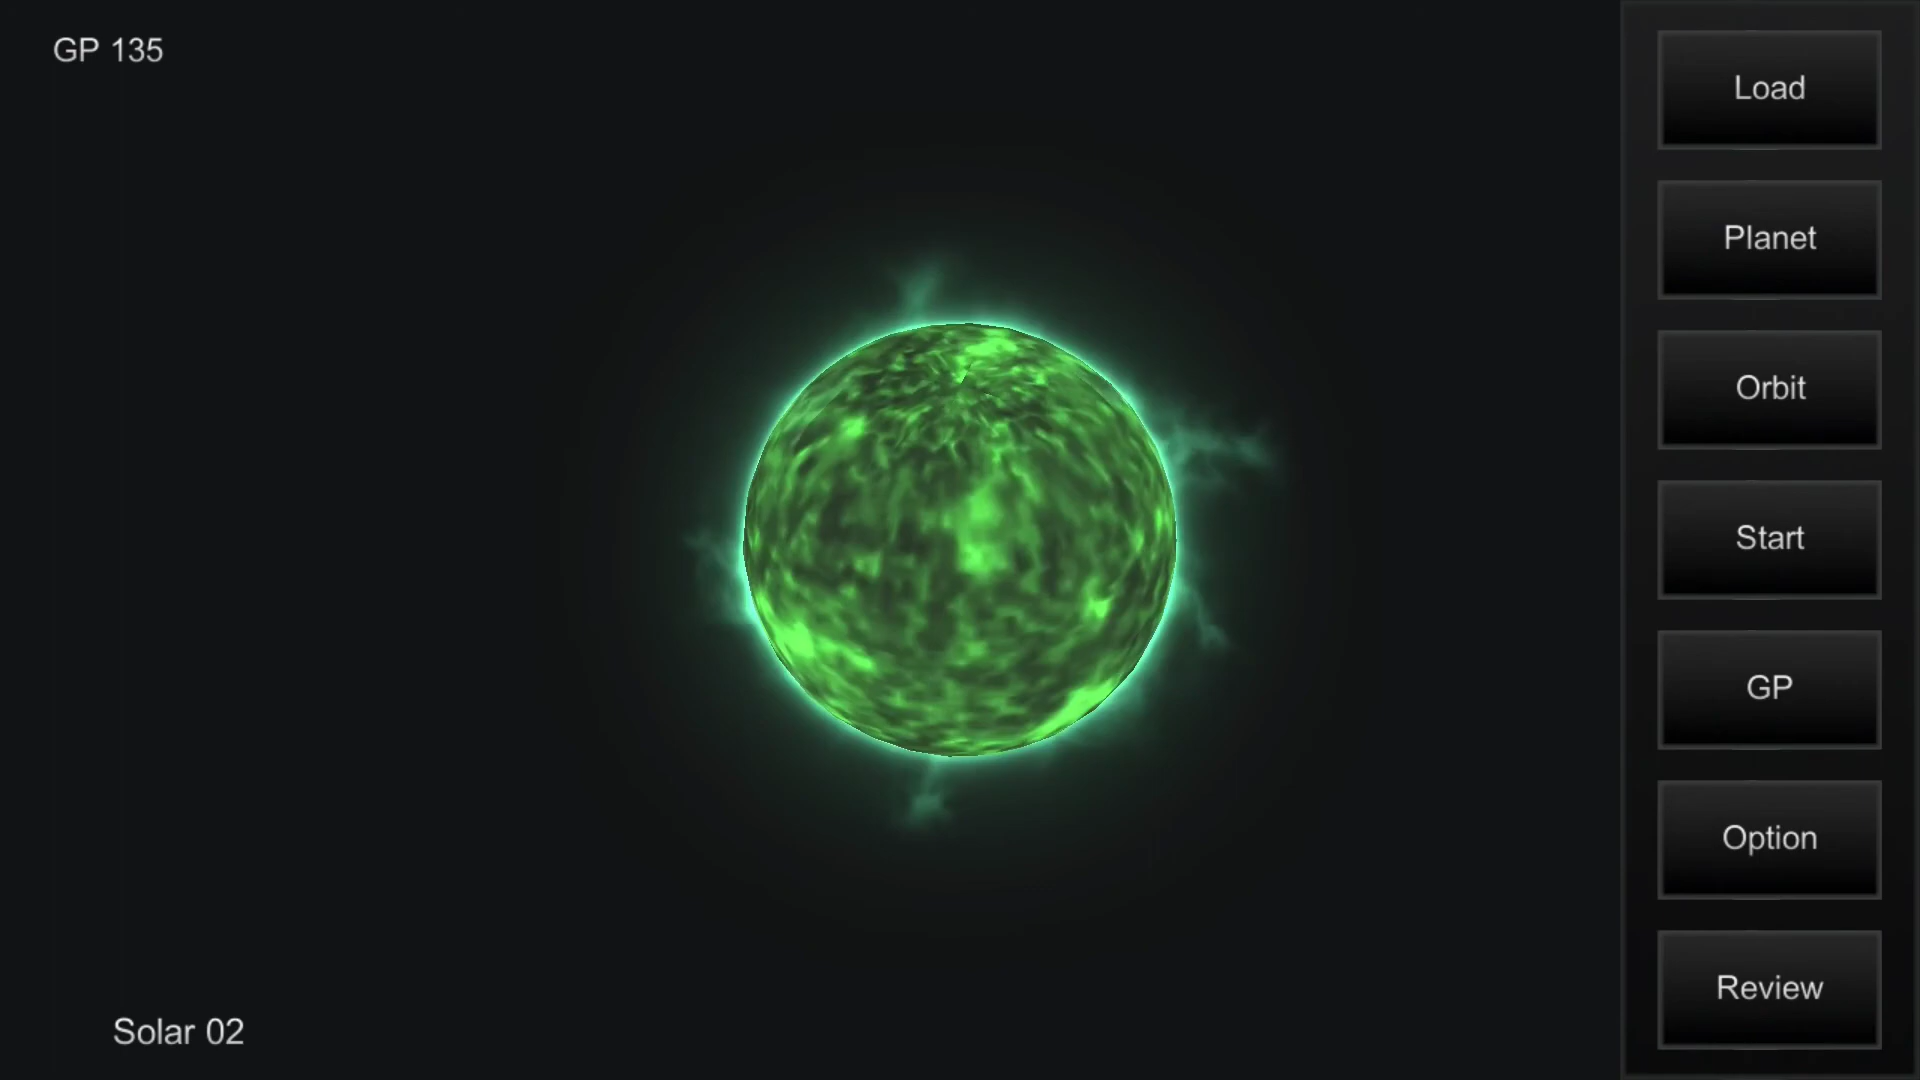 GP 135
Load
Planet
Orbit
Start
GP
Option
Review
Solar 02